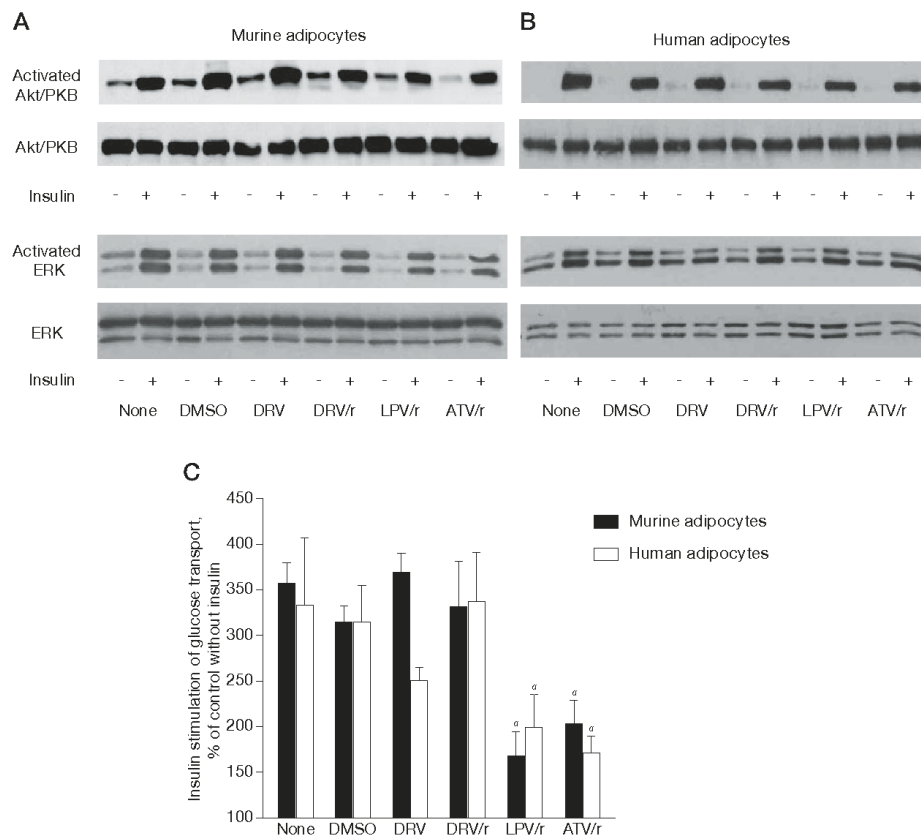 A
Murine adipocytes
Activated
Akt/PKB
Akt/PKB
Insulin
- + - + - + - + - + - +
Activated
ERK
ERK
Insulin
- + - + - + - + - + - +
None DMSO DRV DRV/r LPV/r ATV/r
B
Human adipocytes
- + - + - + - + - + - +
- + - + - + - + - + - +
None DMSO DRV DRV/r LPV/r ATV/r
C
Insulin stimulation of glucose transport,
% of control without insulin
450
400
350
300
250
200
150
100
Murine adipocytes
Human adipocytes
a a a a
None DMSO DRV DRV/r LPV/r ATV/r